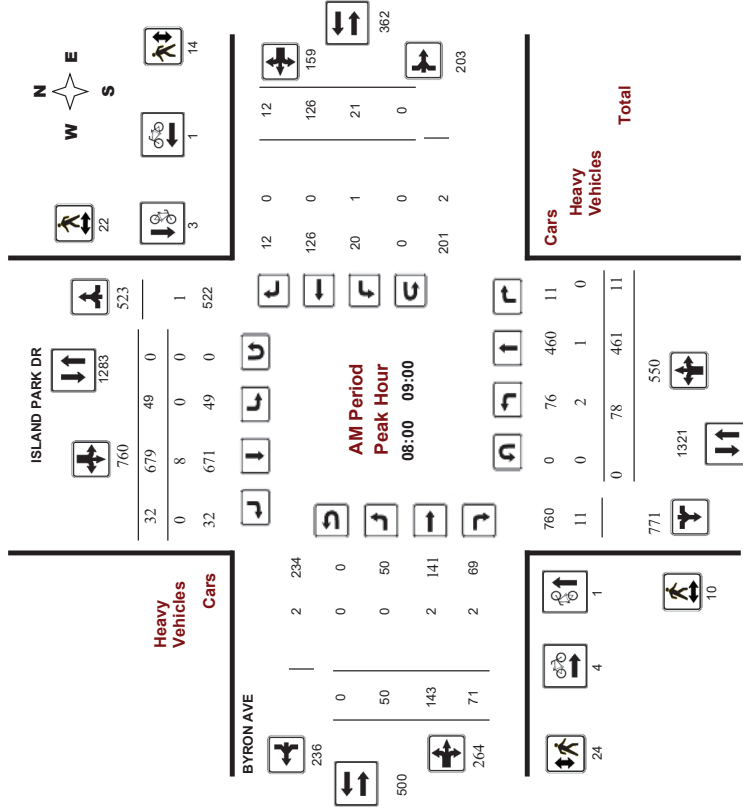 N
W E
S
14
1
22
3
ISLAND PARK DR
1283
760
523
32 679 49 0
0 8 0 0 1
32 671 49 0 522
Heavy
Vehicles
Cars
BYRON AVE
362
159
203
12 0 12
126 0 126
20 1 21
0 0 0
201 2
AM Period
Peak Hour
08:00 09:00
236
2 234
0 0 0
50 0 50
143 2 141
71 2 69
500
264
Cars
Heavy
Vehicles
Total
760 0 76 460 11
11 0 2 1 0
0 78 461 11
771
550
1321
24
4
1
10